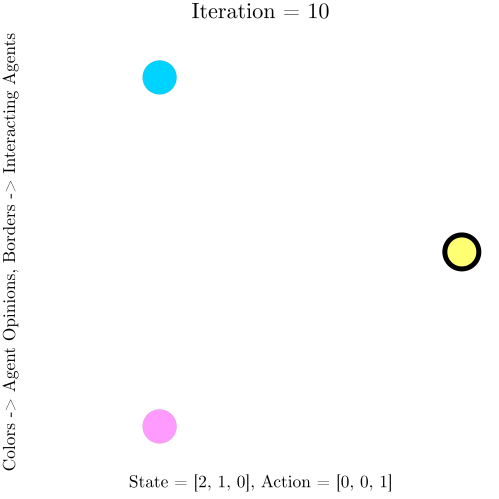 Iteration = 10
Colors -> Agent Opinions, Borders -> Interacting Agents
State = [2, 1, 0], Action = [0, 0, 1]